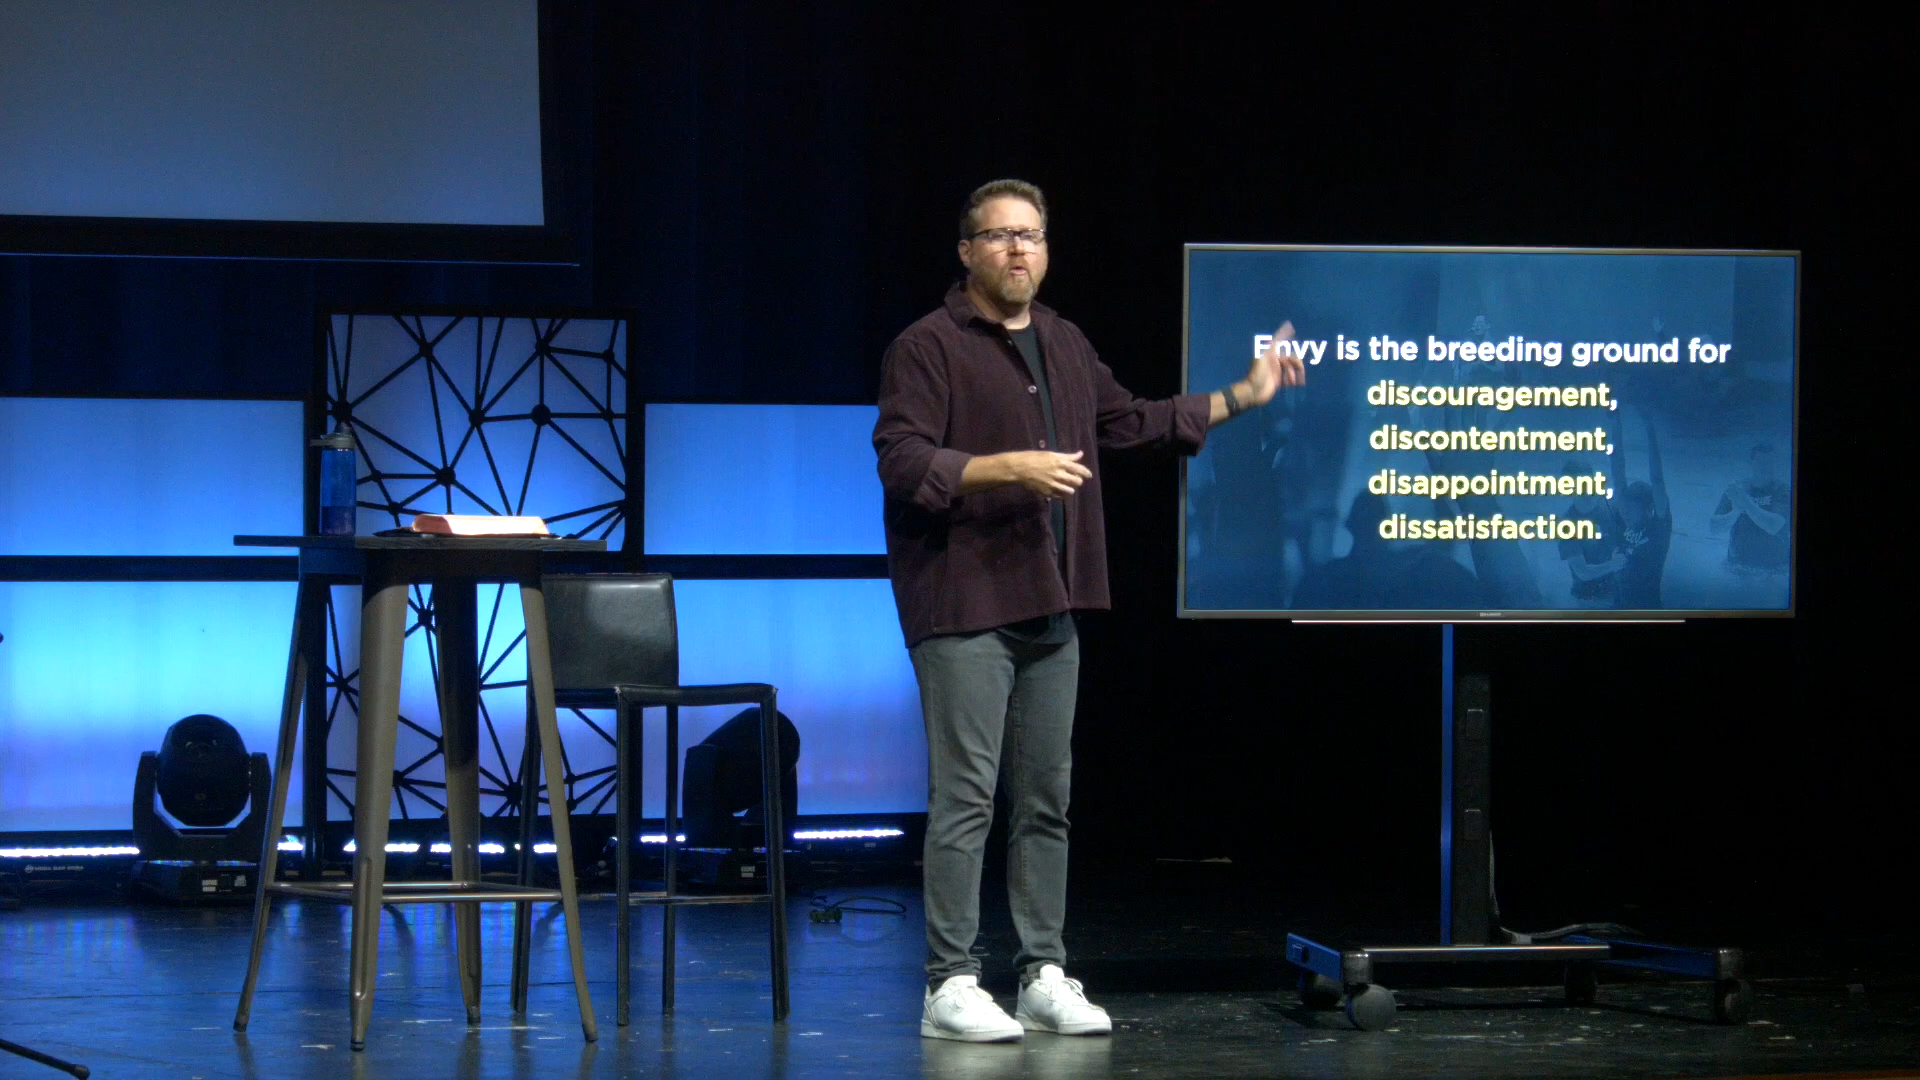 Envy is the breeding ground for
discouragement,
discontentment,
disappointment,
dissatisfaction.